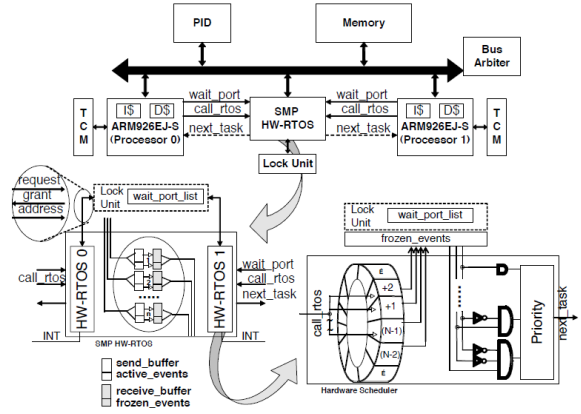 PID
Memory
Bus
Arbiter
wait_port
call_rtos
next_task
SMP
HW-RTOS
wait_port
call_rtos
next_task
TCM
I$ D$
ARM926EJ-S
(Processor 0)
I$ D$
ARM926EJ-S
(Processor 1)
TCM
Lock Unit
request
grant
address
Lock
Unit
wait_port_list
call_rtos
HW-RTOS 0
......
HW-RTOS 1
wait_port
call_rtos
next_task
INT
INT
SMP HW-RTOS
send_buffer
active_events
receive_buffer
frozen_events
Lock
Unit
wait_port_list
frozen_events
call_rtos
É
+2
+1
(N-1)
(N-2)
É
......
Priority
next_task
Hardware Scheduler